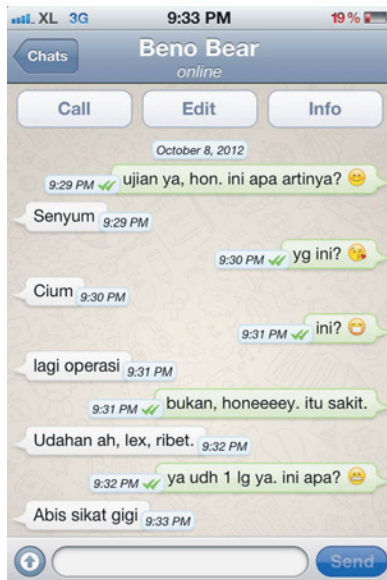 XL 3G 9:33 PM 19%
Chats Beno Bear
online
Call Edit Info
October 8, 2012
9:29 PM ujian ya, hon. ini apa artinya? 😊
Senyum 9:29 PM
9:30 PM yg ini? 😘
Cium 9:30 PM
9:31 PM ini? 😷
lagi operasi 9:31 PM
9:31 PM bukan, honeeeey. itu sakit.
Udahan ah, lex, ribet. 9:32 PM
9:32 PM ya udh 1 lg ya. ini apa? 😁
Abis sikat gigi 9:33 PM
Send